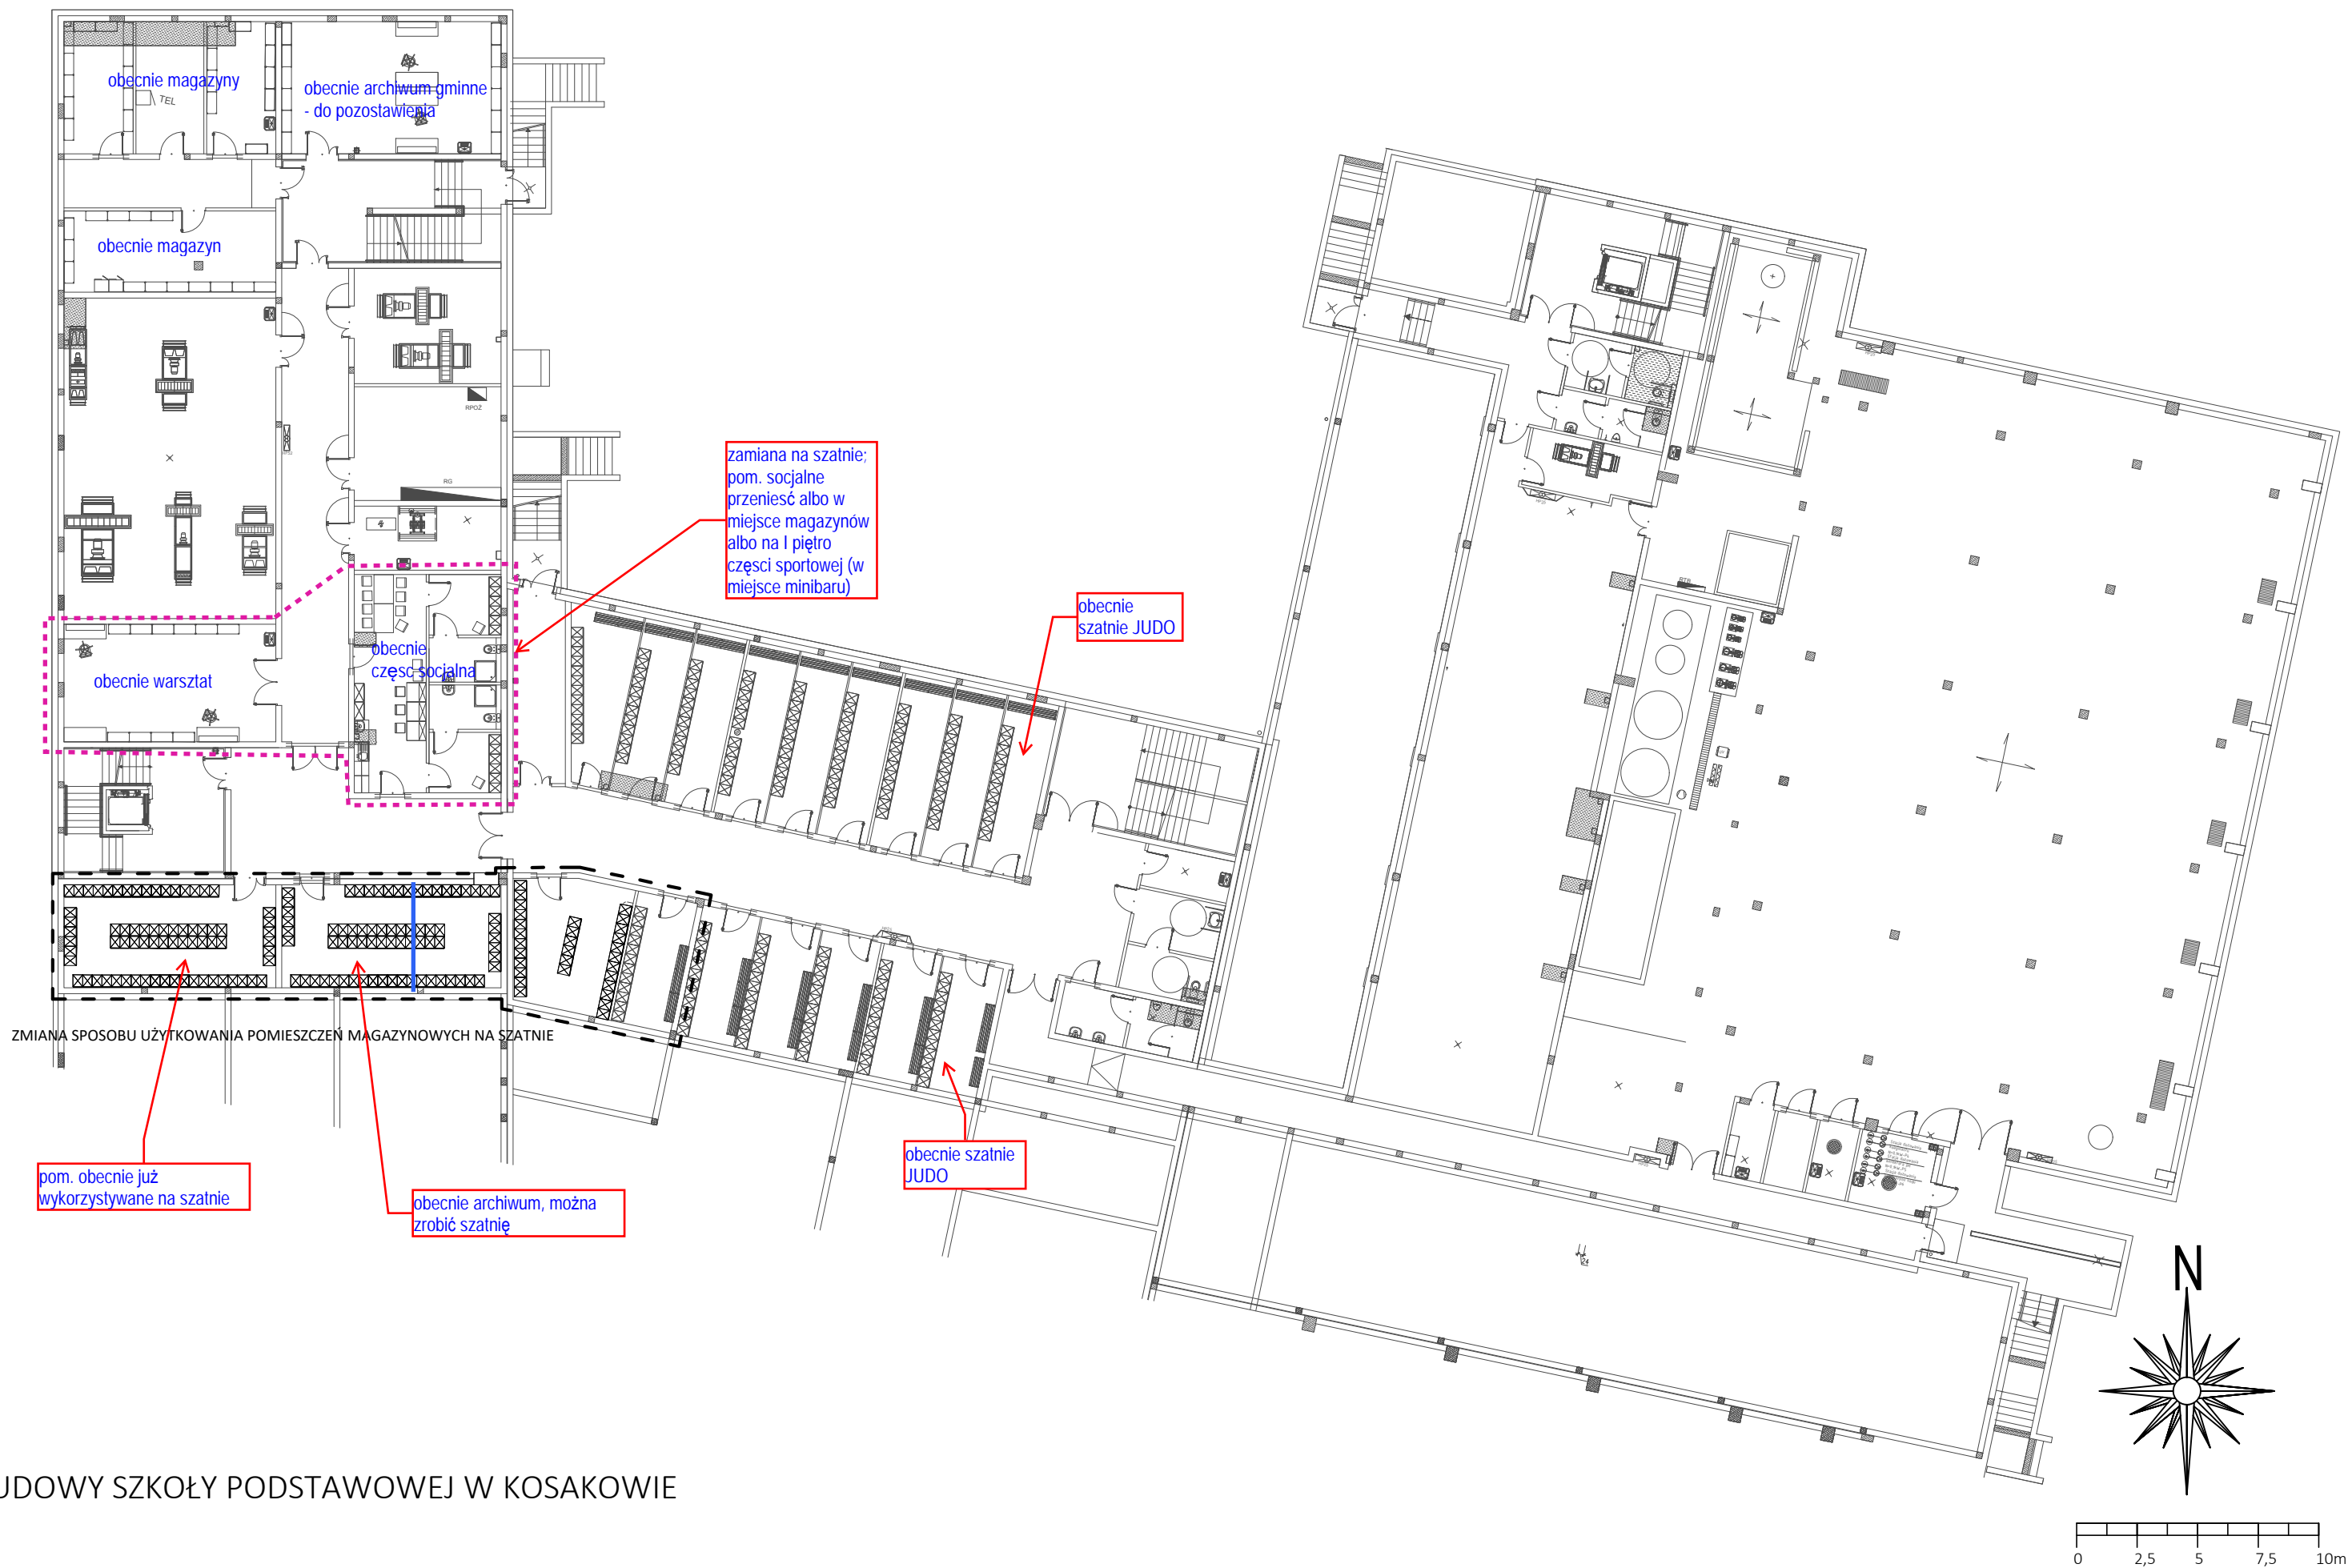 obecnie magazyny
TEL
obecnie archiwum gminne
- do pozostawienia
obecnie magazyn
RPOŻ
RG
zamiana na szatnie;
pom. socjalne
przenieść albo w
miejsce magazynów
albo na I piętro
częsci sportowej (w
miejsce minibaru)
obecnie
szatnie JUDO
obecnie
częsc socjalna
obecnie warsztat
ZMIANA SPOSOBU UŻYTKOWANIA POMIESZCZEŃ MAGAZYNOWYCH NA SZATNIE
obecnie szatnie
JUDO
pom. obecnie już
wykorzystywane na szatnie
obecnie archiwum, można
zrobić szatnię
N
UDOWY SZKOŁY PODSTAWOWEJ W KOSAKOWIE
0 2,5 5 7,5 10m